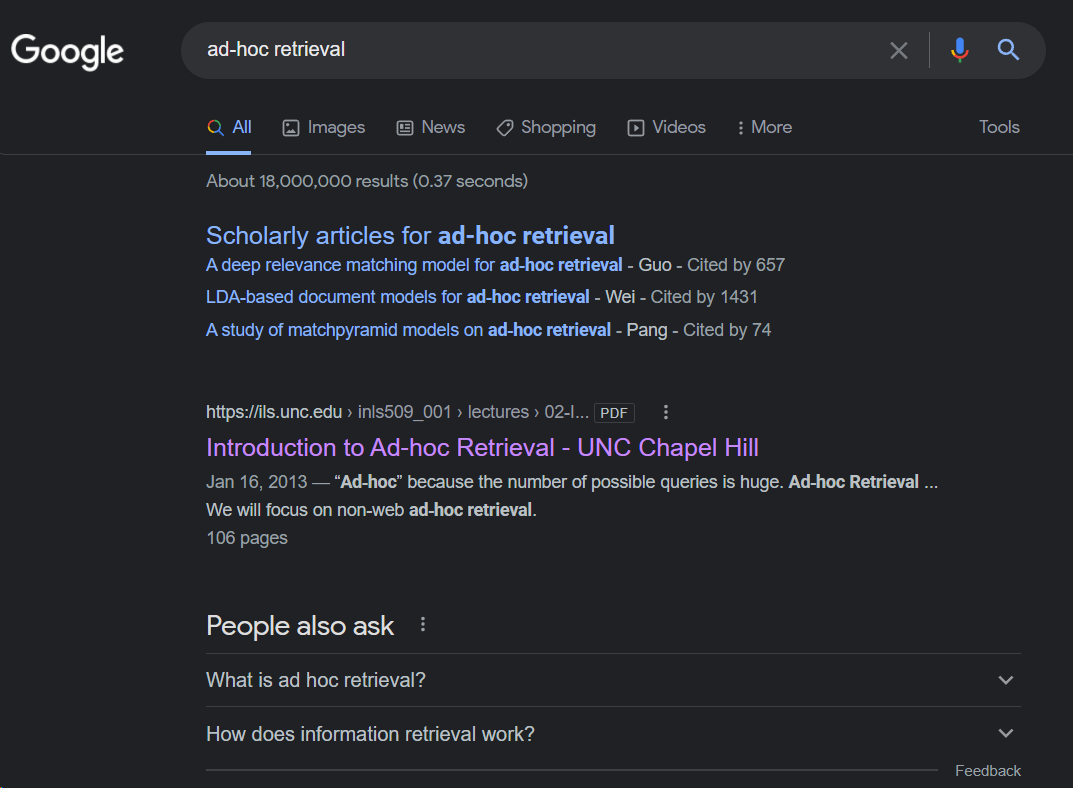 Google
ad-hoc retrieval
All Images News Shopping Videos More Tools
About 18,000,000 results (0.37 seconds)
Scholarly articles for ad-hoc retrieval
A deep relevance matching model for ad-hoc retrieval - Guo - Cited by 657
LDA-based document models for ad-hoc retrieval - Wei - Cited by 1431
A study of matchpyramid models on ad-hoc retrieval - Pang - Cited by 74
https://ils.unc.edu › inls509_001 › lectures › 02-I... PDF
Introduction to Ad-hoc Retrieval - UNC Chapel Hill
Jan 16, 2013 — “Ad-hoc” because the number of possible queries is huge. Ad-hoc Retrieval ...
We will focus on non-web ad-hoc retrieval.
106 pages
People also ask
What is ad hoc retrieval?
How does information retrieval work?
Feedback